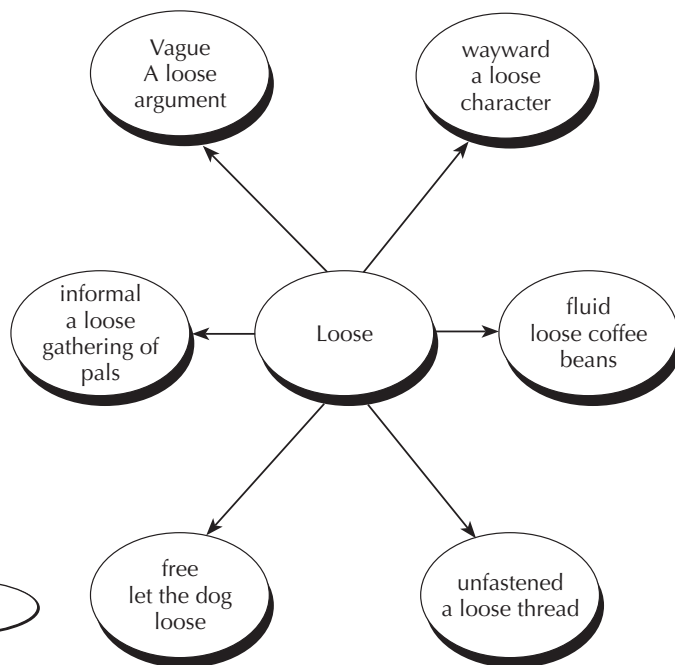 Vague
A loose
argument
wayward
a loose
character
informal
a loose
gathering of
pals
Loose
fluid
loose coffee
beans
free
let the dog
loose
unfastened
a loose thread